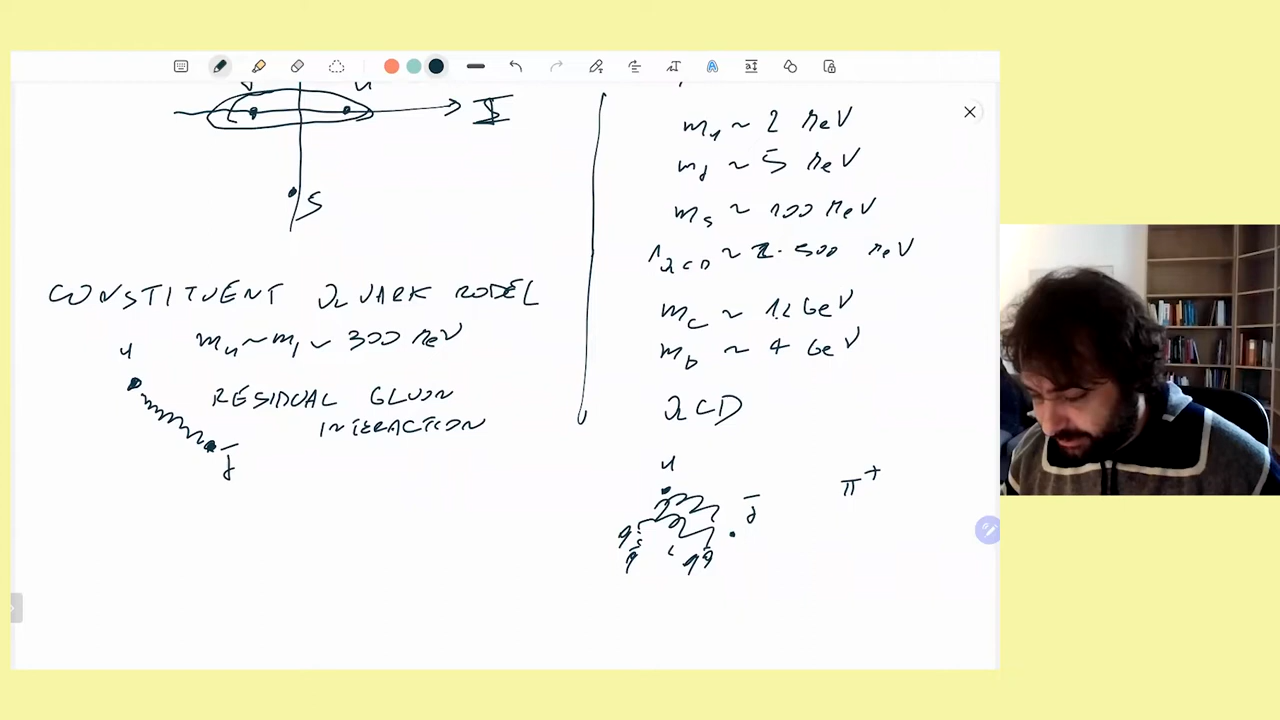 d u
I
S
CONSTITUENT QUARK MODEL
m_u ~ m_d ~ 300 MeV
u
RESIDUAL GLUON
INTERACTION
d̄
m_u ~ 2 MeV
m_d ~ 5 MeV
m_s ~ 100 MeV
Λ_QCD ~ 500 MeV
m_c ~ 1.2 GeV
m_b ~ 4 GeV
QCD
u
π⁺
d̄
q
q q̄